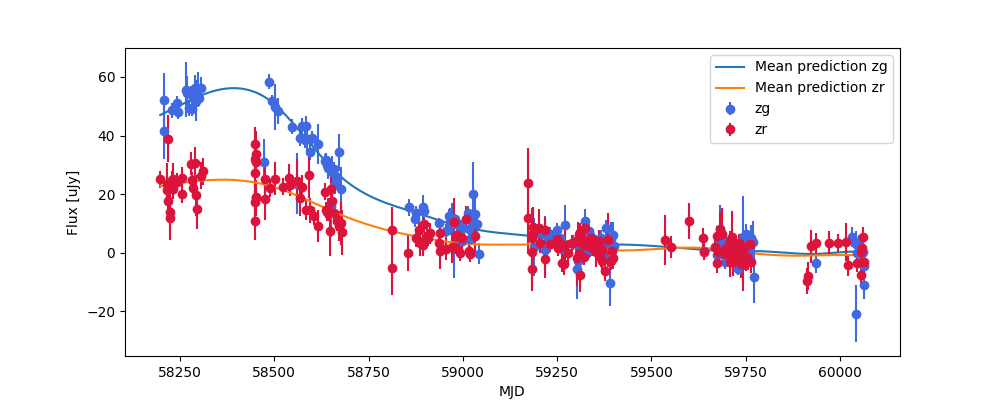 60
40
20
0
−20
Flux [uJy]
Mean prediction zg
Mean prediction zr
zg
zr
58250 58500 58750 59000 59250 59500 59750 60000
MJD